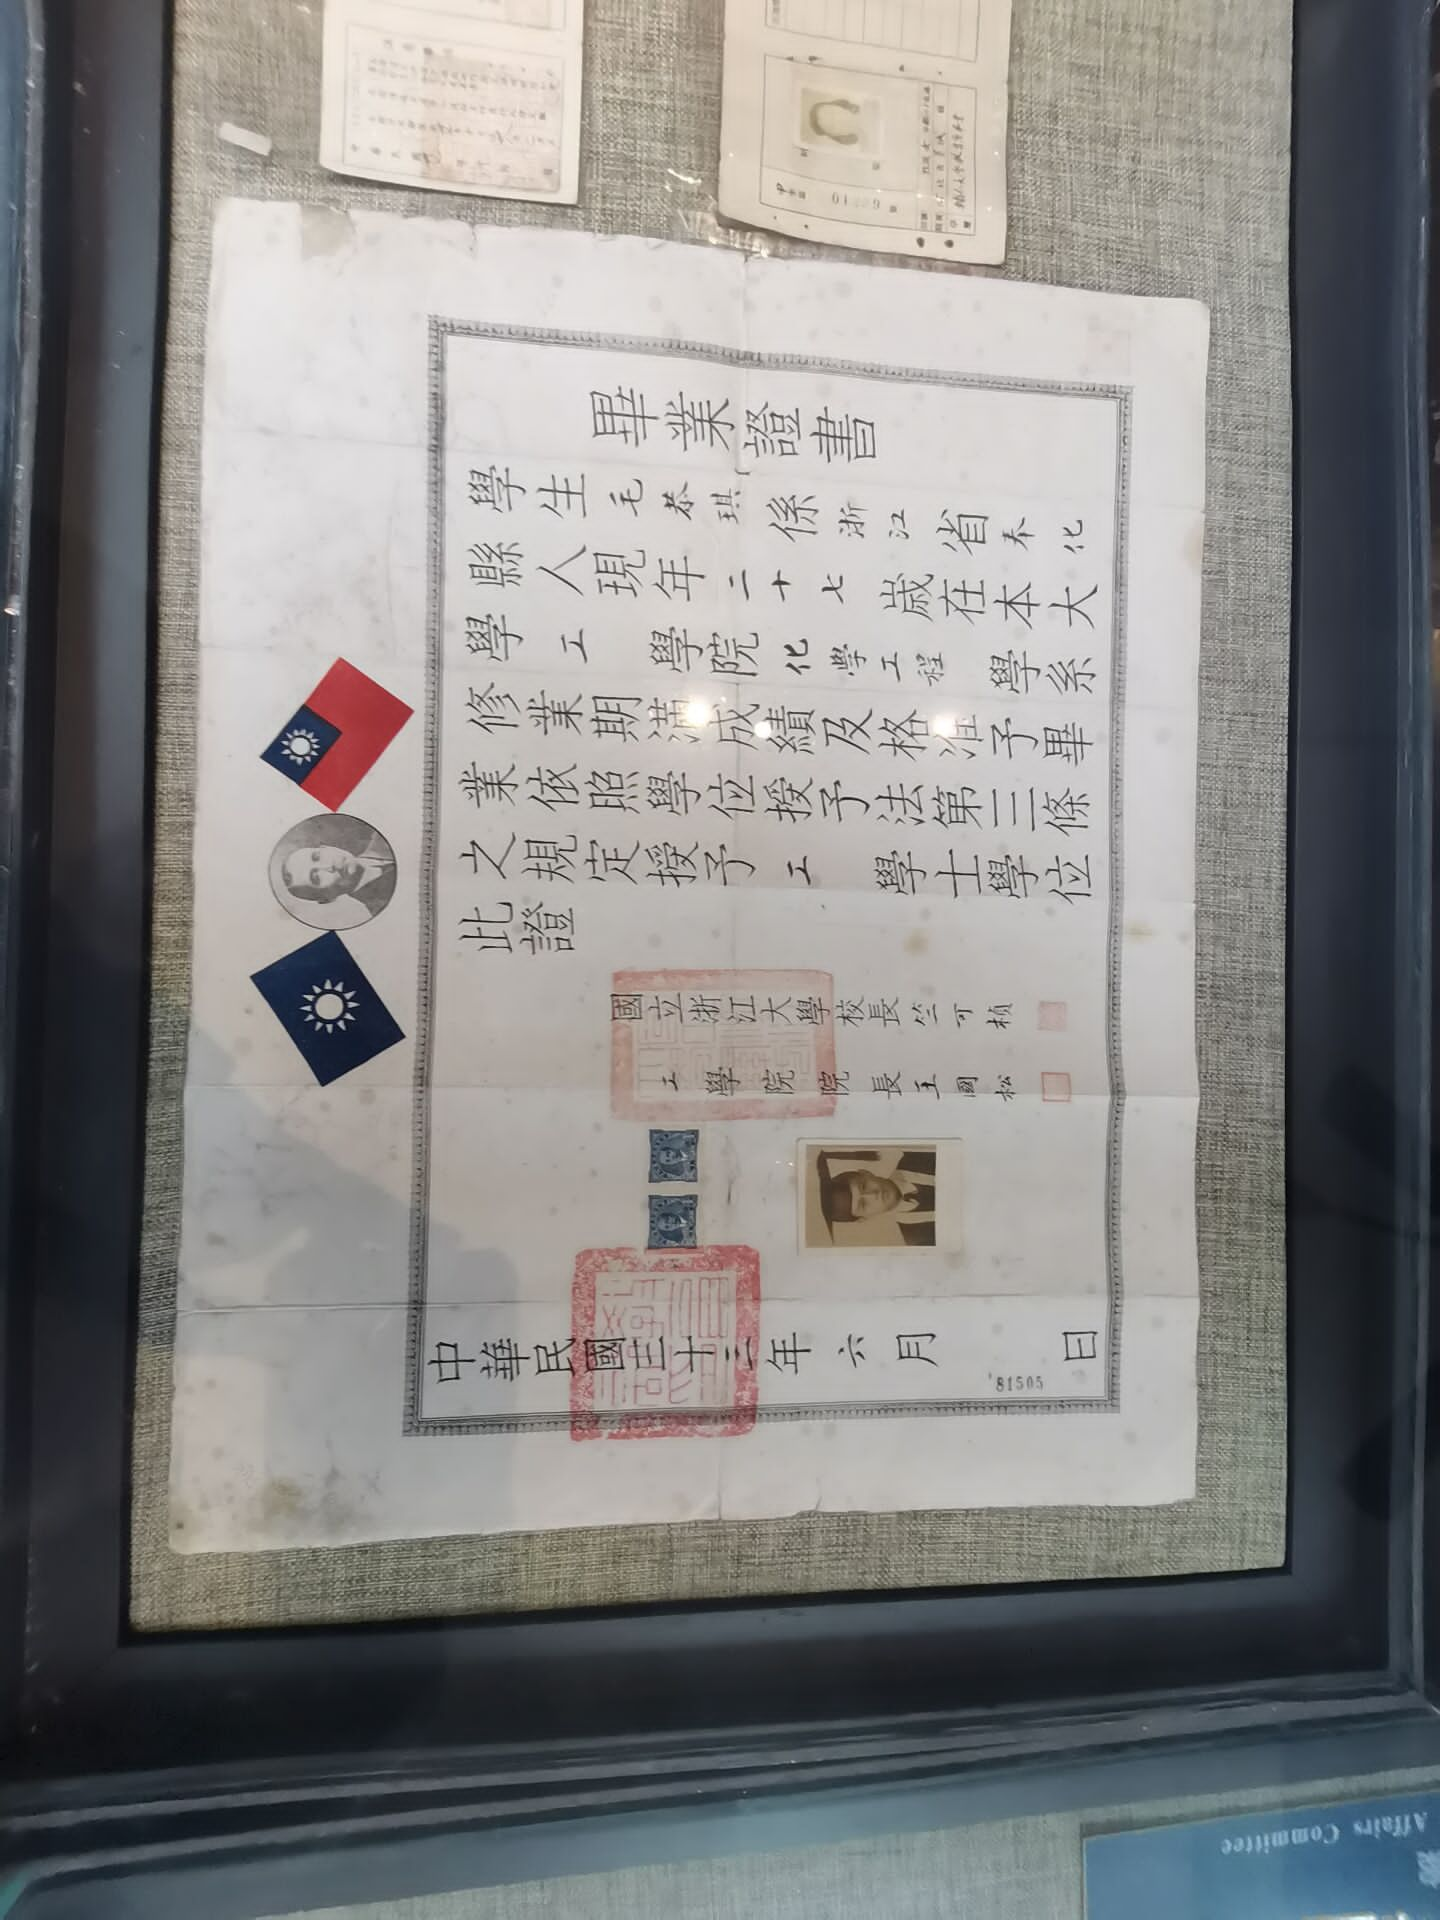 畢業證書
學生毛恭琪係浙江省奉化
縣人現年二十七歲在本大
學工學院化學工程學系
修業期滿成績及格准予畢
業依照學位授予法第三條
之規定授予工學士學位
此證
國立浙江大學校長竺可楨
工學院院長王國松
中華民國三十三年六月 日
81505
Affairs Committee